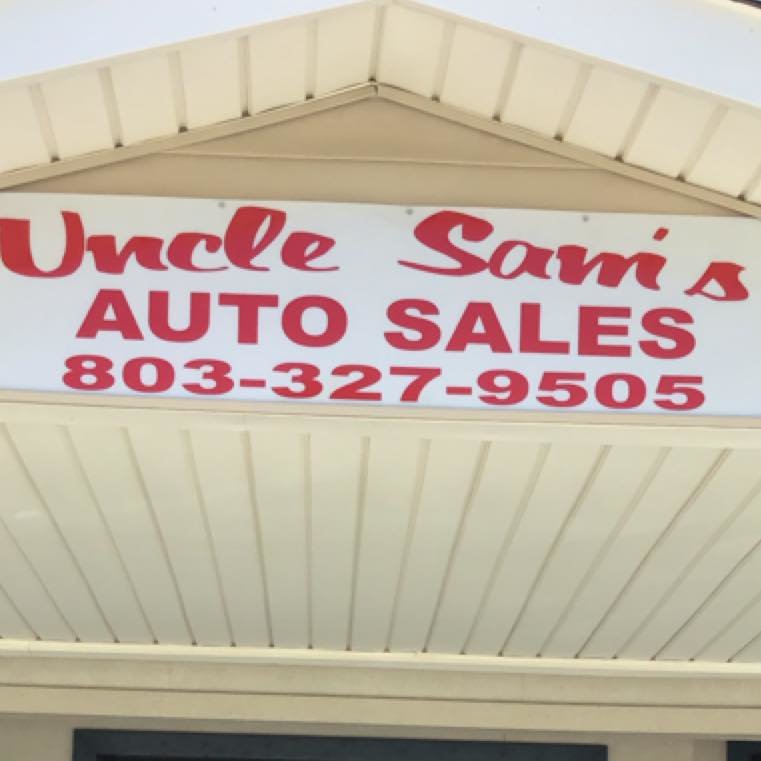 Uncle Sam's
AUTO SALES
803-327-9505